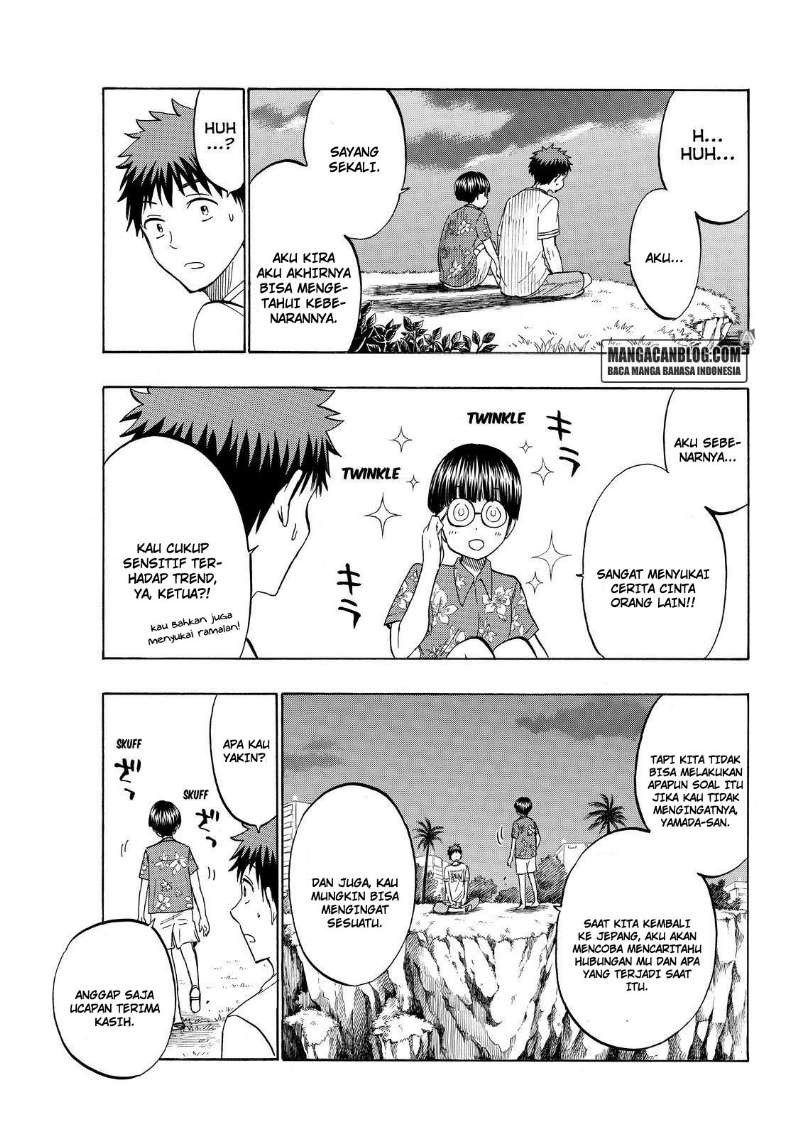 H...
HUH...
AKU...
SAYANG
SEKALI.
AKU KIRA
AKU AKHIRNYA
BISA MENGE-
TAHUI KEBE-
NARANNYA.
HUH
...?
MANGACANBLOG.COM
BACA MANGA BAHASA INDONESIA
AKU SEBE-
NARNYA...
SANGAT MENYUKAI
CERITA CINTA
ORANG LAIN!!
TWINKLE
キラ
TWINKLE
キラ
KAU CUKUP
SENSITIF TER-
HADAP TREND,
YA, KETUA?!
kau bahkan juga
menyukai ramalan!
TAPI KITA TIDAK
BISA MELAKUKAN
APAPUN SOAL ITU
JIKA KAU TIDAK
MENGINGATNYA,
YAMADA-SAN.
SAAT KITA KEMBALI
KE JEPANG, AKU AKAN
MENCOBA MENCARITAHU
HUBUNGAN MU DAN APA
YANG TERJADI SAAT
ITU.
DAN JUGA, KAU
MUNGKIN BISA
MENGINGAT
SESUATU.
APA KAU
YAKIN?
SKUFF
ざっ
SKUFF
ざっ
ANGGAP SAJA
UCAPAN TERIMA
KASIH.